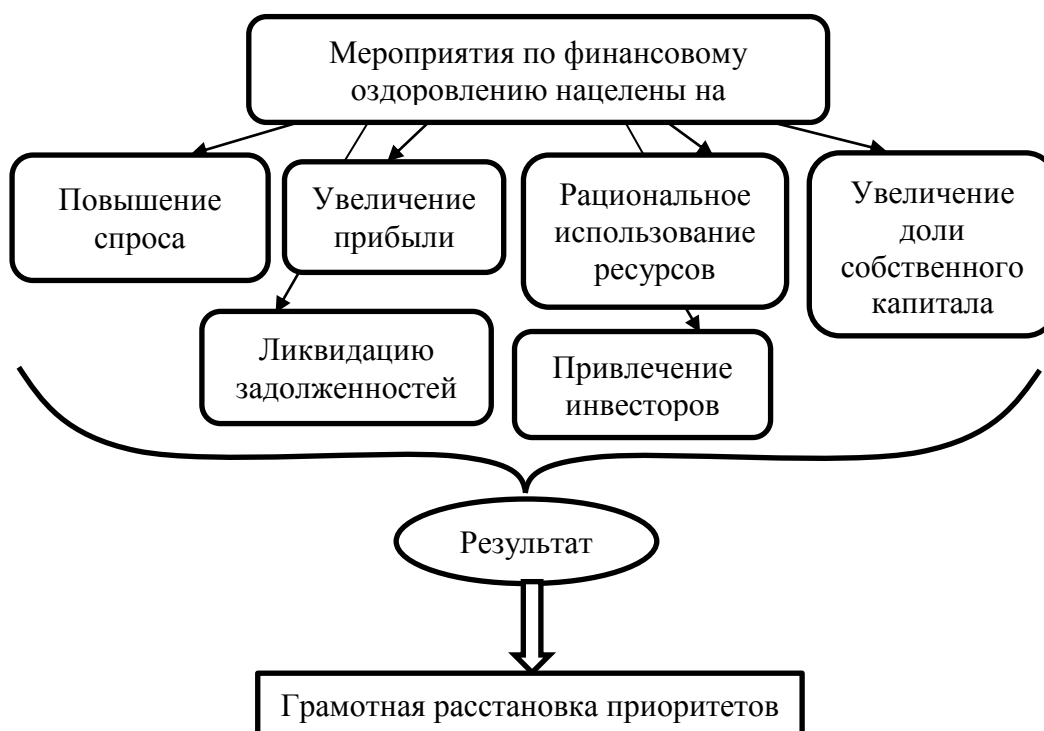 Мероприятия по финансовому
оздоровлению нацелены на
Повышение
спроса
Увеличение
прибыли
Рациональное
использование
ресурсов
Увеличение
доли
собственного
капитала
Ликвидацию
задолженностей
Привлечение
инвесторов
Результат
Грамотная расстановка приоритетов